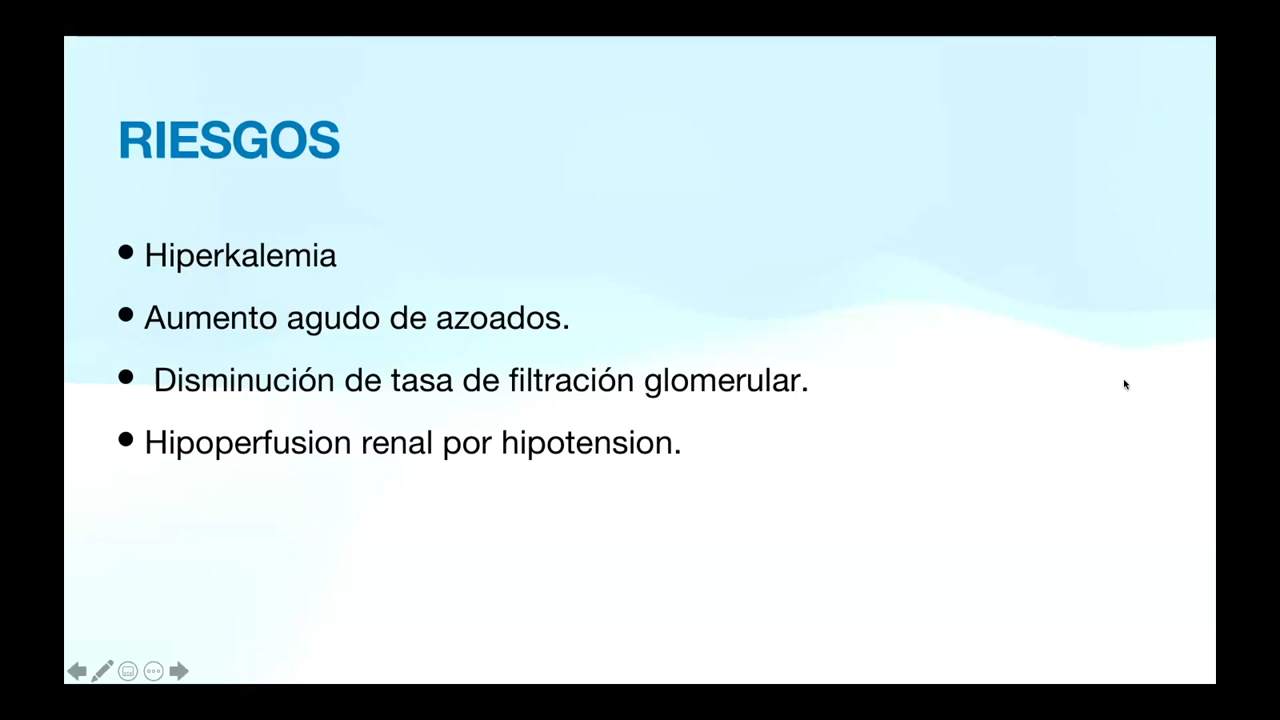 RIESGOS
• Hiperkalemia
• Aumento agudo de azoados.
• Disminución de tasa de filtración glomerular.
• Hipoperfusion renal por hipotension.